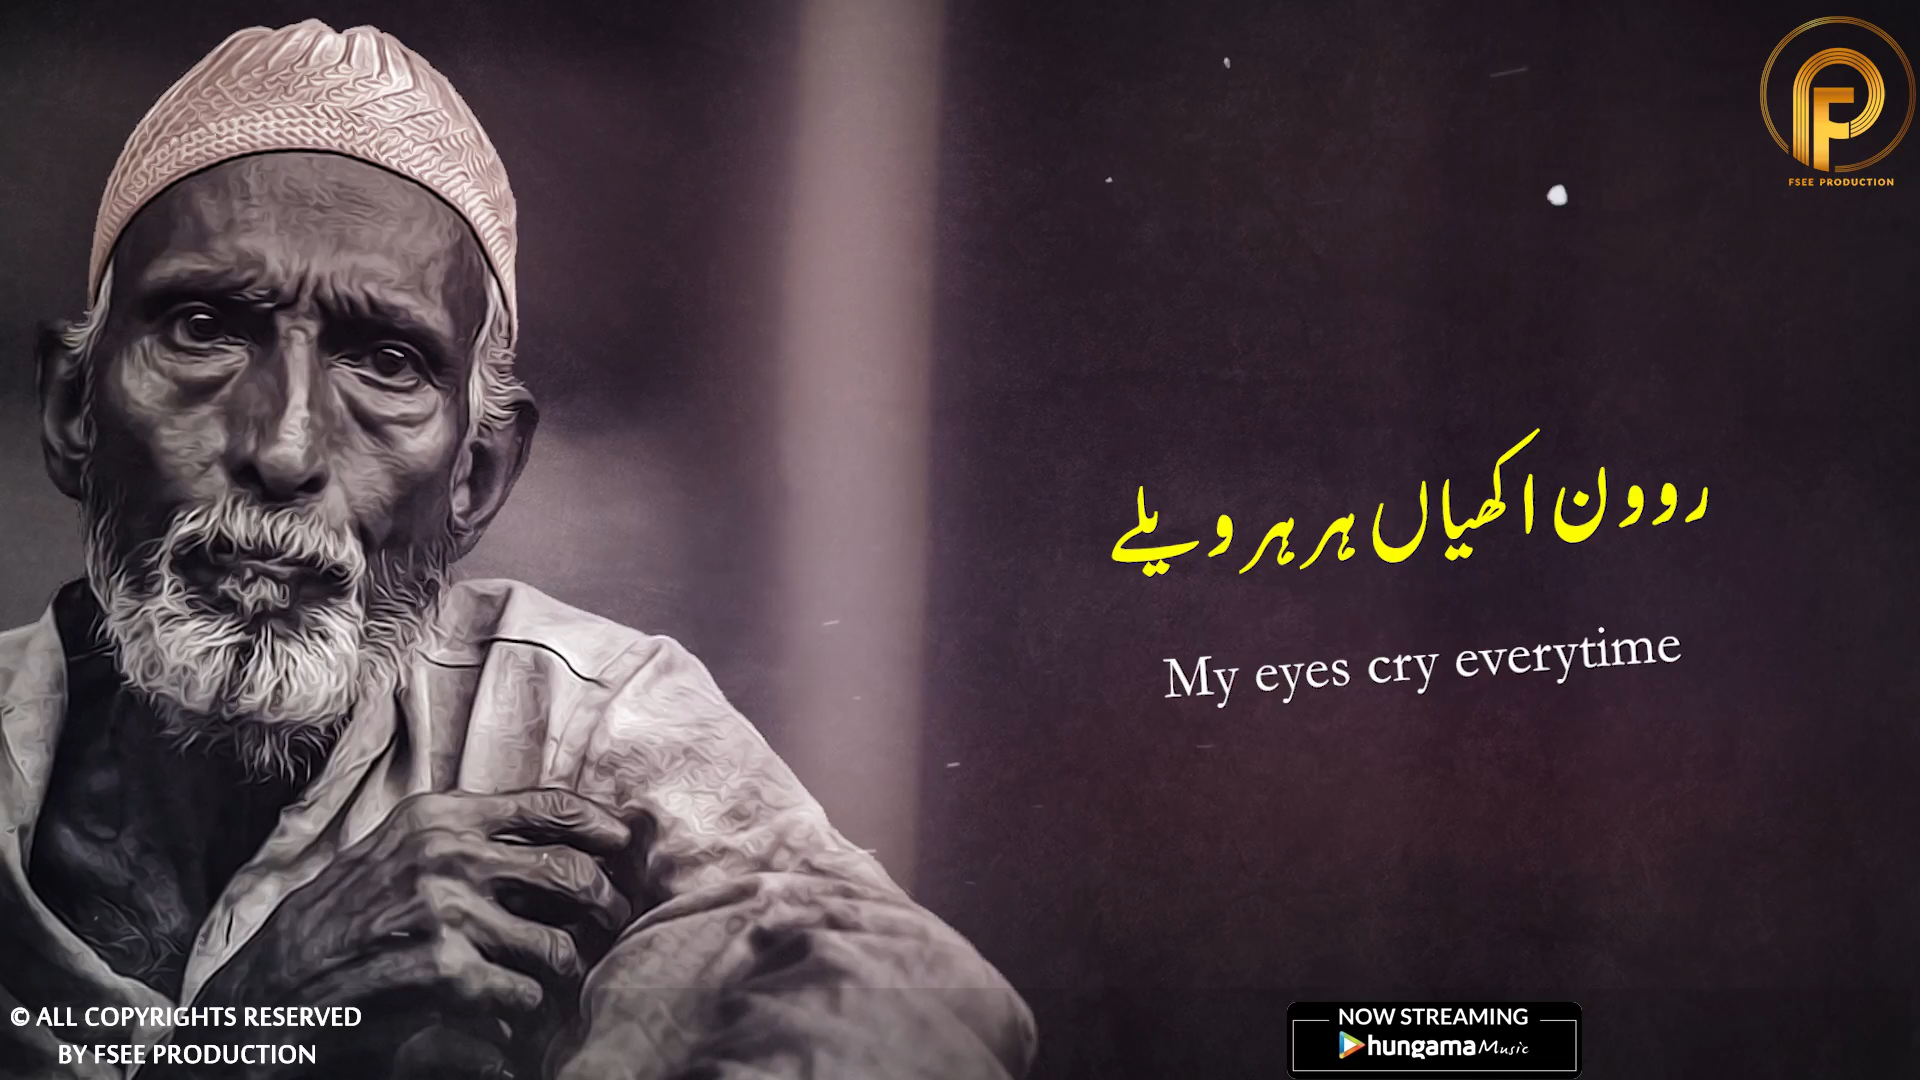 FSEE PRODUCTION
روون اکھیاں ہر ہر ویلے
My eyes cry everytime
© ALL COPYRIGHTS RESERVED
BY FSEE PRODUCTION
NOW STREAMING
hungama Music